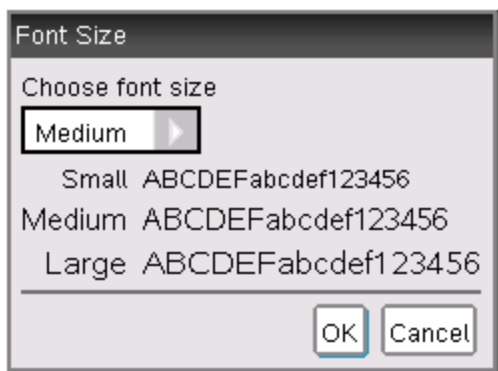 Font Size
Choose font size
Medium
Small ABCDEFabcdef123456
Medium ABCDEFabcdef123456
Large ABCDEFabcdef123456
OK Cancel